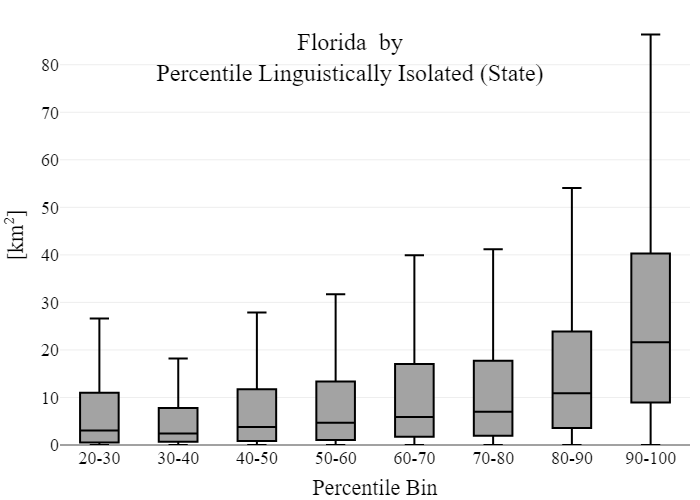 Florida by
Percentile Linguistically Isolated (State)
80
70
60
50
40
30
20
10
0
[km²]
20-30 30-40 40-50 50-60 60-70 70-80 80-90 90-100
Percentile Bin